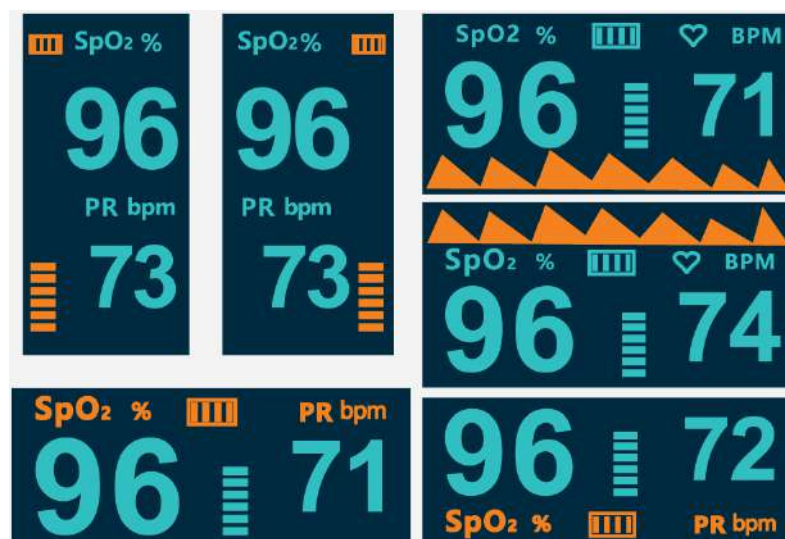 SpO₂ %
96
PR bpm
73
SpO₂%
96
PR bpm
73
SpO2 % BPM
96 71
SpO₂ % BPM
96 74
SpO₂ % PR bpm
96 71
96 72
SpO₂ % PR bpm